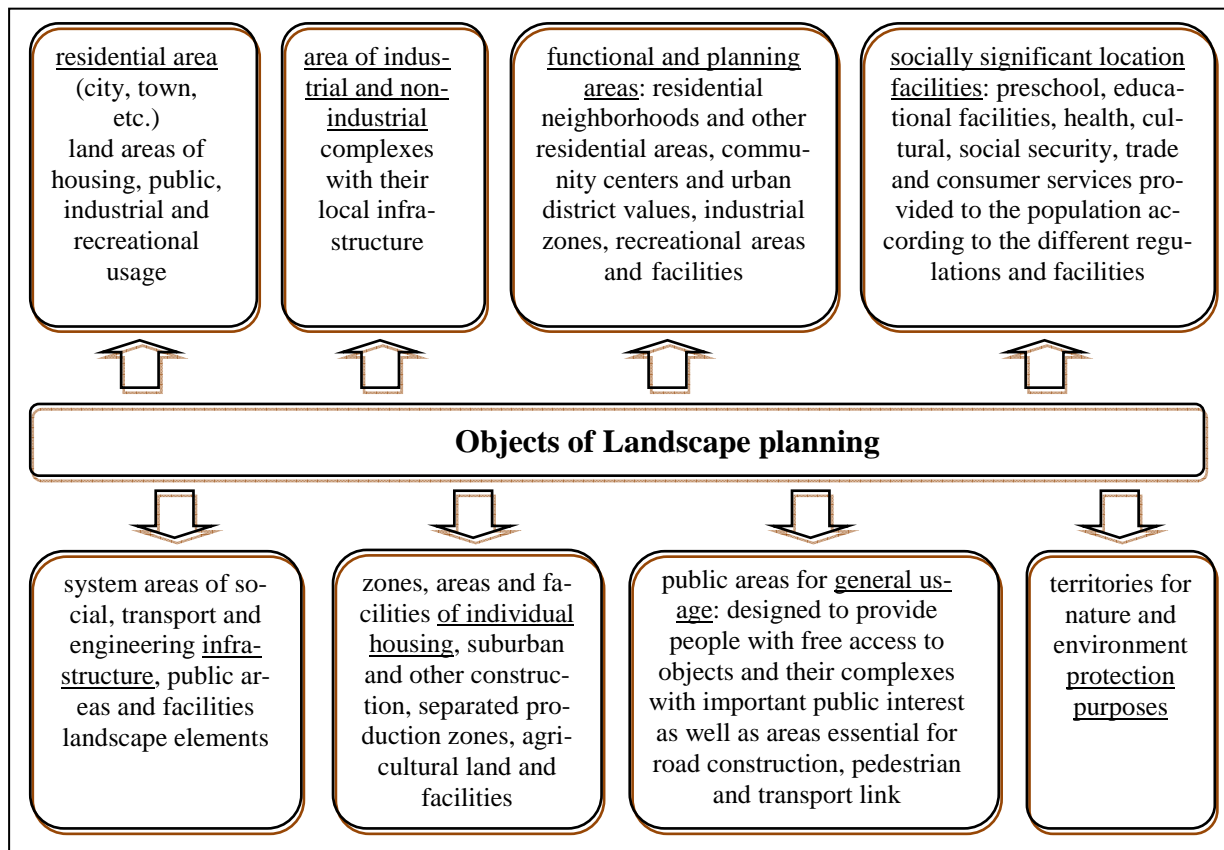 residential area
(city, town,
etc.)
land areas of
housing, public,
industrial and
recreational
usage
area of indus-
trial and non-
industrial
complexes
with their
local infra-
structure
functional and planning
areas: residential
neighborhoods and other
residential areas, commu-
nity centers and urban
district values, industrial
zones, recreational areas
and facilities
socially significant location
facilities: preschool, educa-
tional facilities, health, cul-
tural, social security, trade
and consumer services pro-
vided to the population ac-
cording to the different regu-
lations and facilities
Objects of Landscape planning
system areas of so-
cial, transport and
engineering infra-
structure, public ar-
eas and facilities
landscape elements
zones, areas and fa-
cilities of individual
housing, suburban
and other construc-
tion, separated pro-
duction zones, agri-
cultural land and
facilities
public areas for general us-
age: designed to provide
people with free access to
objects and their complexes
with important public interest
as well as areas essential for
road construction, pedestrian
and transport link
territories for
nature and
environment
protection
purposes